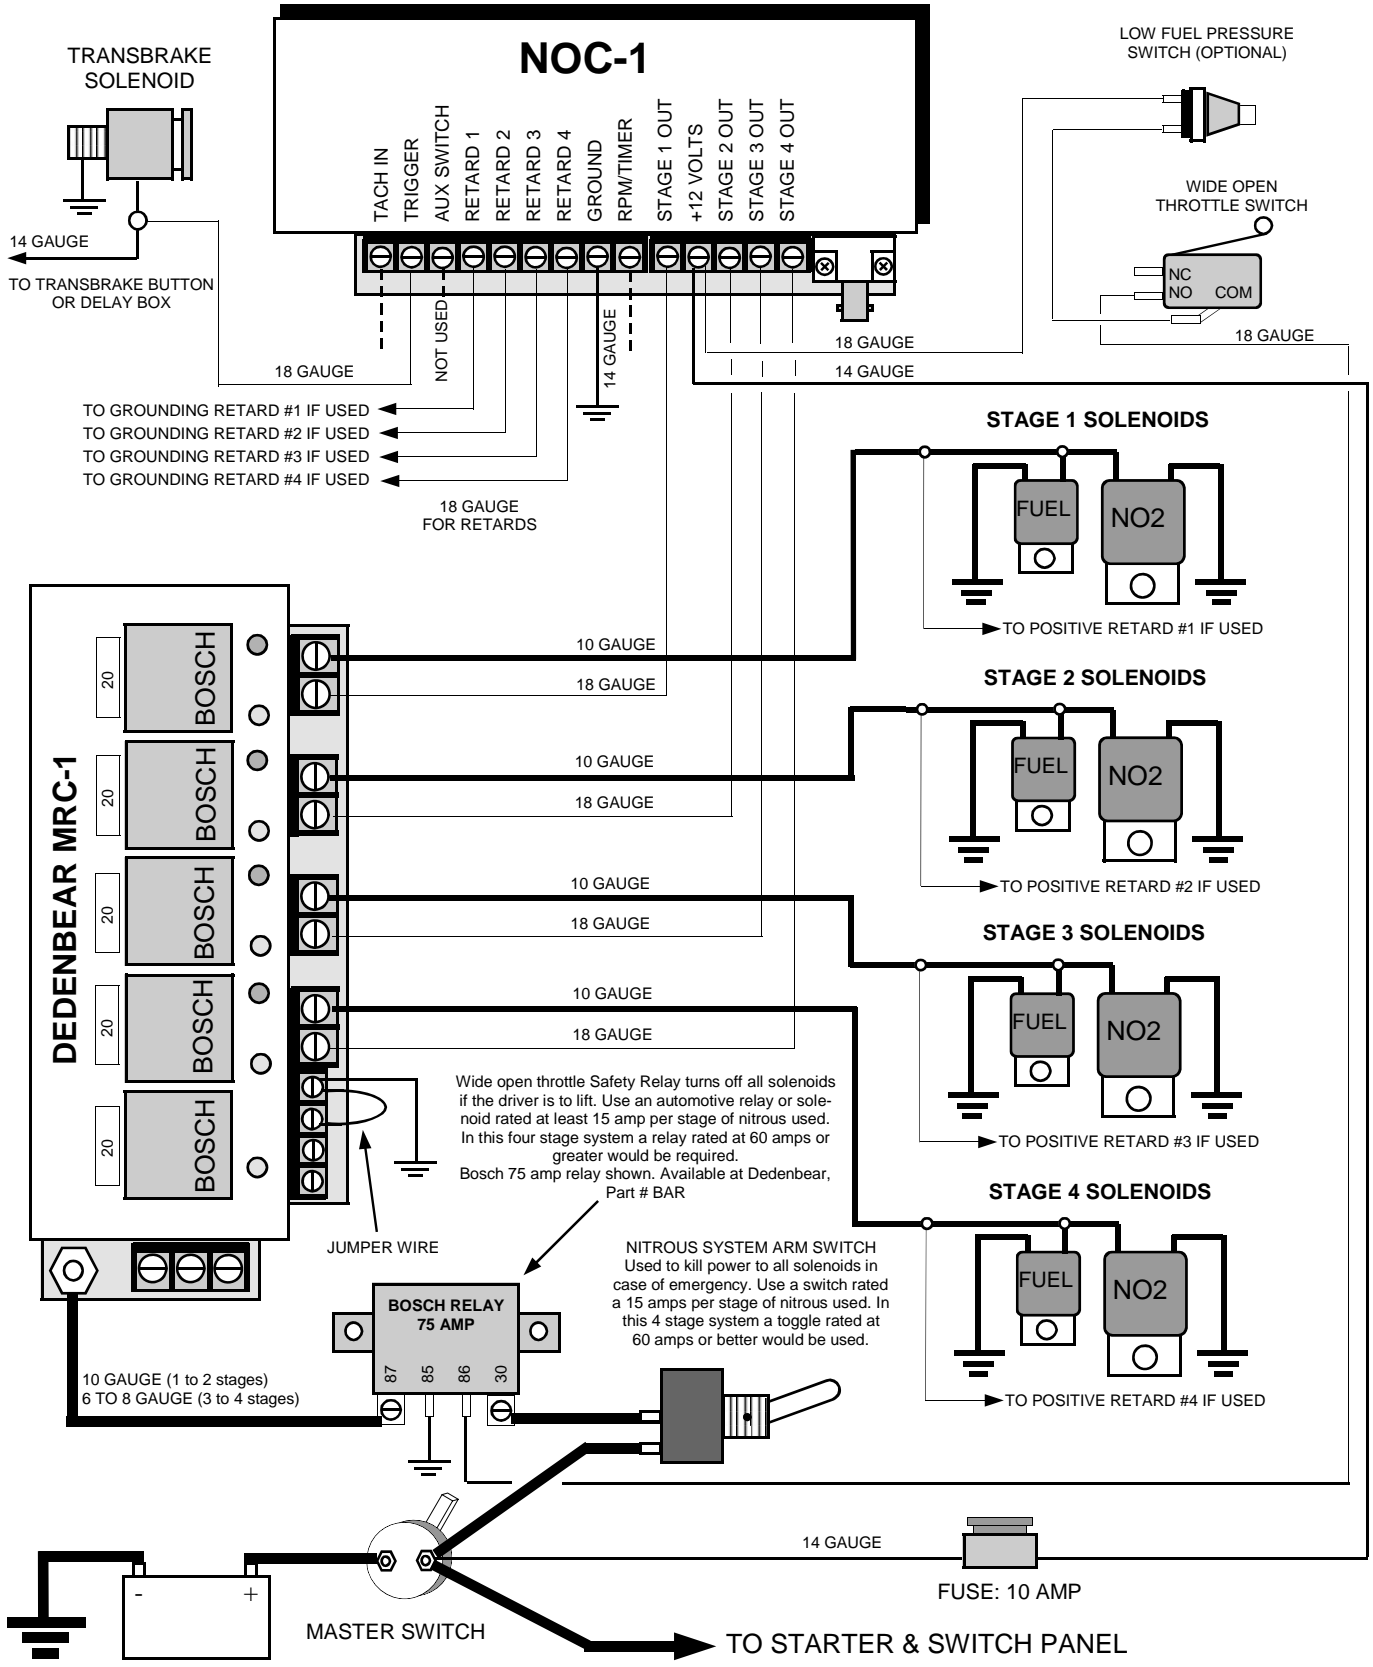 NOC-1
TRANSBRAKE
SOLENOID
LOW FUEL PRESSURE
SWITCH (OPTIONAL)
TACH IN
TRIGGER
AUX SWITCH
RETARD 1
RETARD 2
RETARD 3
RETARD 4
GROUND
RPM/TIMER
STAGE 1 OUT
+12 VOLTS
STAGE 2 OUT
STAGE 3 OUT
STAGE 4 OUT
WIDE OPEN
THROTTLE SWITCH
NC
NO
COM
14 GAUGE
TO TRANSBRAKE BUTTON
OR DELAY BOX
NOT USED
14 GAUGE
18 GAUGE
18 GAUGE
18 GAUGE
14 GAUGE
TO GROUNDING RETARD #1 IF USED
TO GROUNDING RETARD #2 IF USED
TO GROUNDING RETARD #3 IF USED
TO GROUNDING RETARD #4 IF USED
18 GAUGE
FOR RETARDS
STAGE 1 SOLENOIDS
FUEL
NO2
TO POSITIVE RETARD #1 IF USED
STAGE 2 SOLENOIDS
FUEL
NO2
TO POSITIVE RETARD #2 IF USED
STAGE 3 SOLENOIDS
FUEL
NO2
TO POSITIVE RETARD #3 IF USED
STAGE 4 SOLENOIDS
FUEL
NO2
TO POSITIVE RETARD #4 IF USED
DEDENBEAR MRC-1
20
BOSCH
20
BOSCH
20
BOSCH
20
BOSCH
20
BOSCH
10 GAUGE
18 GAUGE
10 GAUGE
18 GAUGE
10 GAUGE
18 GAUGE
10 GAUGE
18 GAUGE
Wide open throttle Safety Relay turns off all solenoids
if the driver is to lift. Use an automotive relay or sole-
noid rated at least 15 amp per stage of nitrous used.
In this four stage system a relay rated at 60 amps or
greater would be required.
Bosch 75 amp relay shown. Available at Dedenbear,
Part # BAR
JUMPER WIRE
NITROUS SYSTEM ARM SWITCH
Used to kill power to all solenoids in
case of emergency. Use a switch rated
a 15 amps per stage of nitrous used. In
this 4 stage system a toggle rated at
60 amps or better would be used.
BOSCH RELAY
75 AMP
87
85
86
30
10 GAUGE (1 to 2 stages)
6 TO 8 GAUGE (3 to 4 stages)
14 GAUGE
FUSE: 10 AMP
- +
MASTER SWITCH
TO STARTER & SWITCH PANEL